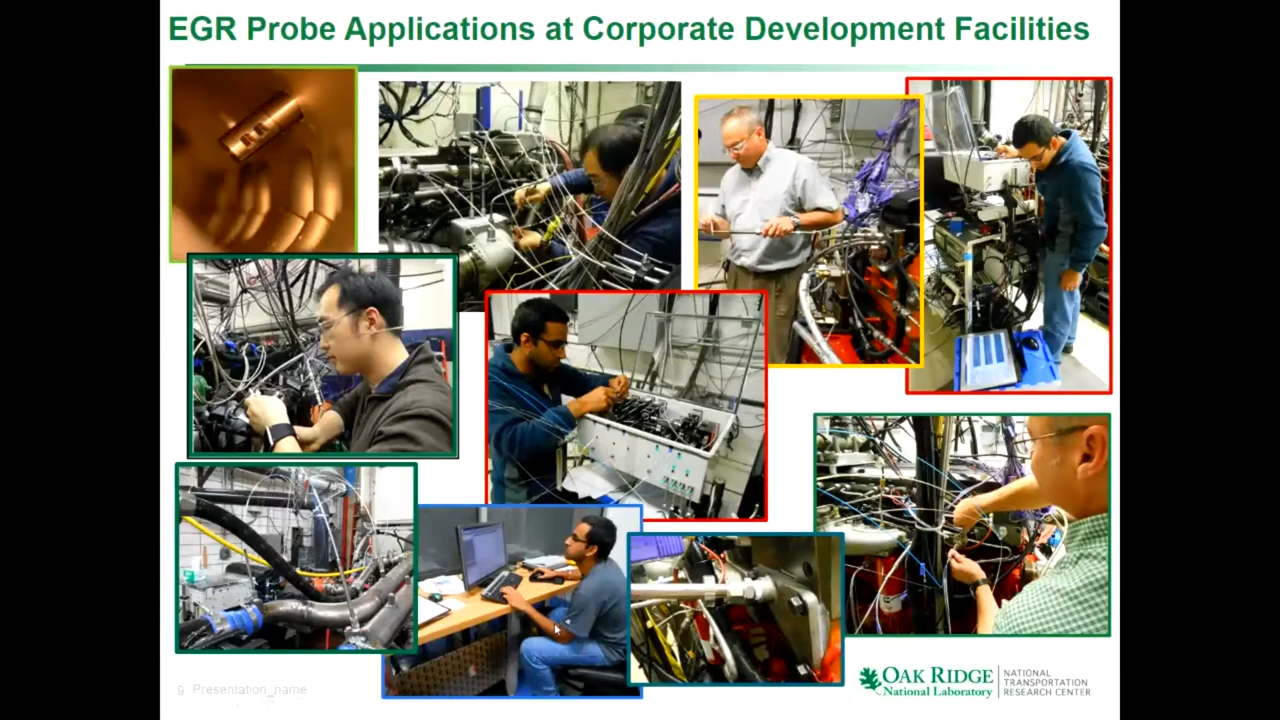 EGR Probe Applications at Corporate Development Facilities
9 Presentation_name
OAK RIDGE
National Laboratory
NATIONAL
TRANSPORTATION
RESEARCH CENTER